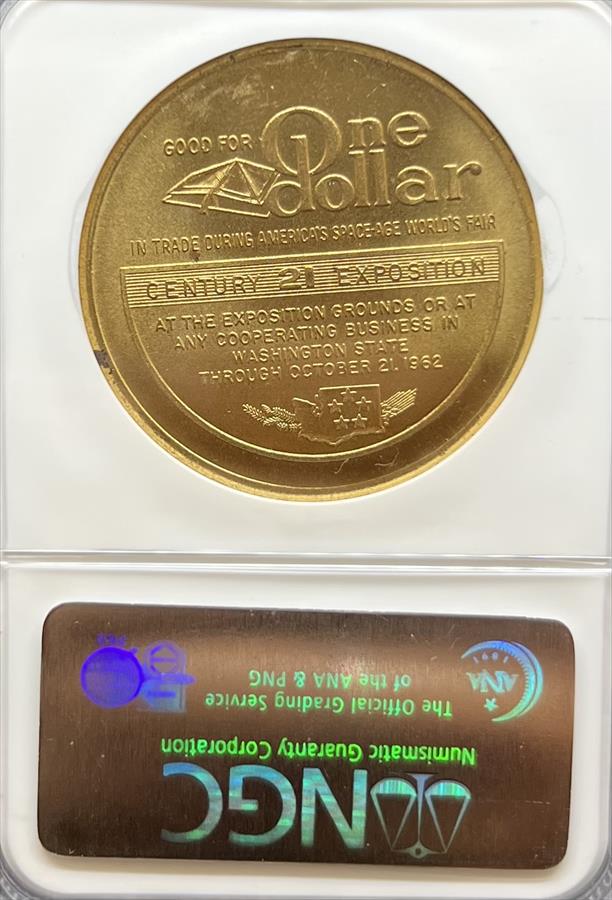 GOOD FOR One
dollar
IN TRADE DURING AMERICA'S SPACE-AGE WORLD'S FAIR
CENTURY 21 EXPOSITION
AT THE EXPOSITION GROUNDS OR AT
ANY COOPERATING BUSINESS IN
WASHINGTON STATE
THROUGH OCTOBER 21, 1962
NGC
Numismatic Guaranty Corporation
The Official Grading Service
of the ANA & PNG
ANA
1891